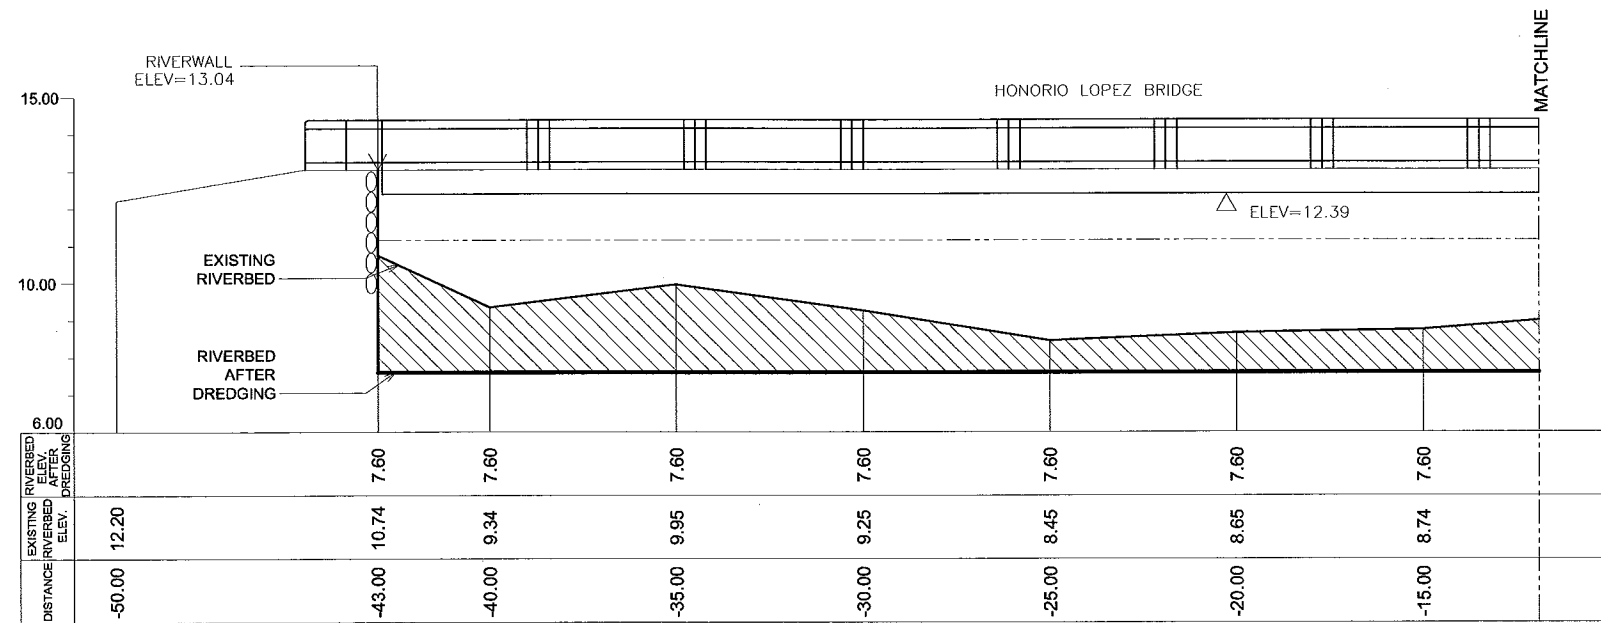 MATCHLINE
RIVERWALL
ELEV=13.04
HONORIO LOPEZ BRIDGE
15.00
ELEV=12.39
EXISTING
RIVERBED
10.00
RIVERBED
AFTER
DREDGING
6.00
RIVERBED
ELEV.
AFTER
DREDGING
7.60
7.60
7.60
7.60
7.60
7.60
7.60
EXISTING
RIVERBED
ELEV.
12.20
10.74
9.34
9.95
9.25
8.45
8.65
8.74
DISTANCE
-50.00
-43.00
-40.00
-35.00
-30.00
-25.00
-20.00
-15.00